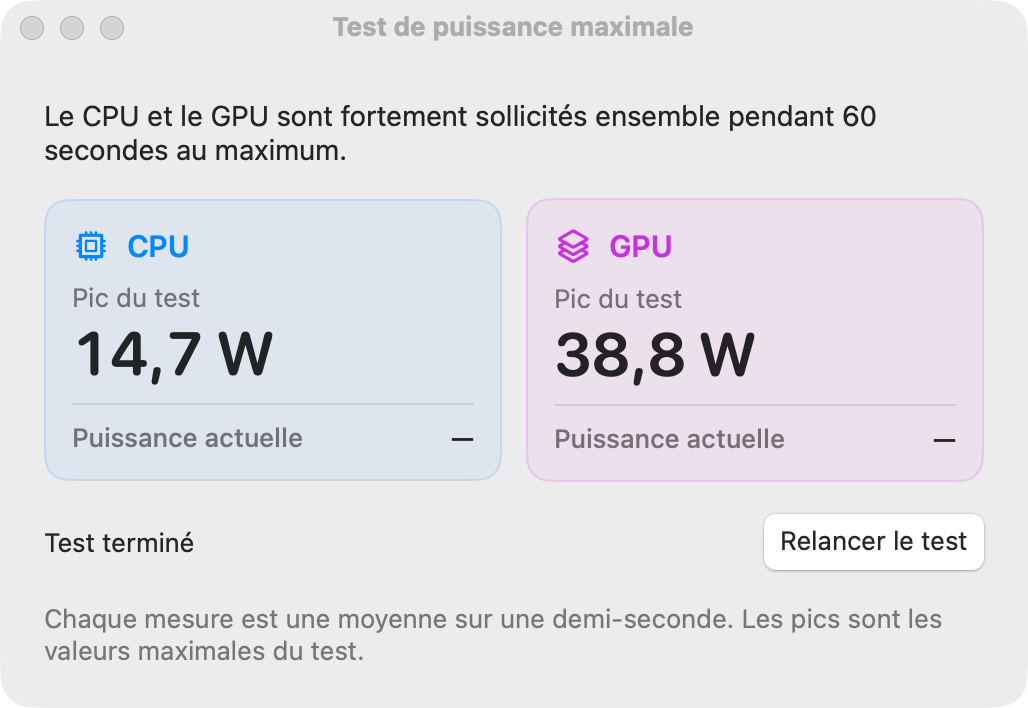 Test de puissance maximale
Le CPU et le GPU sont fortement sollicités ensemble pendant 60
secondes au maximum.
CPU
Pic du test
14,7 W
Puissance actuelle –
GPU
Pic du test
38,8 W
Puissance actuelle –
Test terminé
Relancer le test
Chaque mesure est une moyenne sur une demi-seconde. Les pics sont les
valeurs maximales du test.